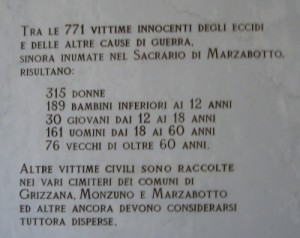 TRA LE 771 VITTIME INNOCENTI DEGLI ECCIDI
E DELLE ALTRE CAUSE DI GUERRA,
SINORA INUMATE NEL SACRARIO DI MARZABOTTO,
RISULTANO:
315 DONNE
189 BAMBINI INFERIORI AI 12 ANNI
30 GIOVANI DAI 12 AI 18 ANNI
161 UOMINI DAI 18 AI 60 ANNI
76 VECCHI DI OLTRE 60 ANNI.
ALTRE VITTIME CIVILI SONO RACCOLTE
NEI VARI CIMITERI DEI COMUNI DI
GRIZZANA, MONZUNO E MARZABOTTO
ED ALTRE ANCORA DEVONO CONSIDERARSI
TUTTORA DISPERSE.